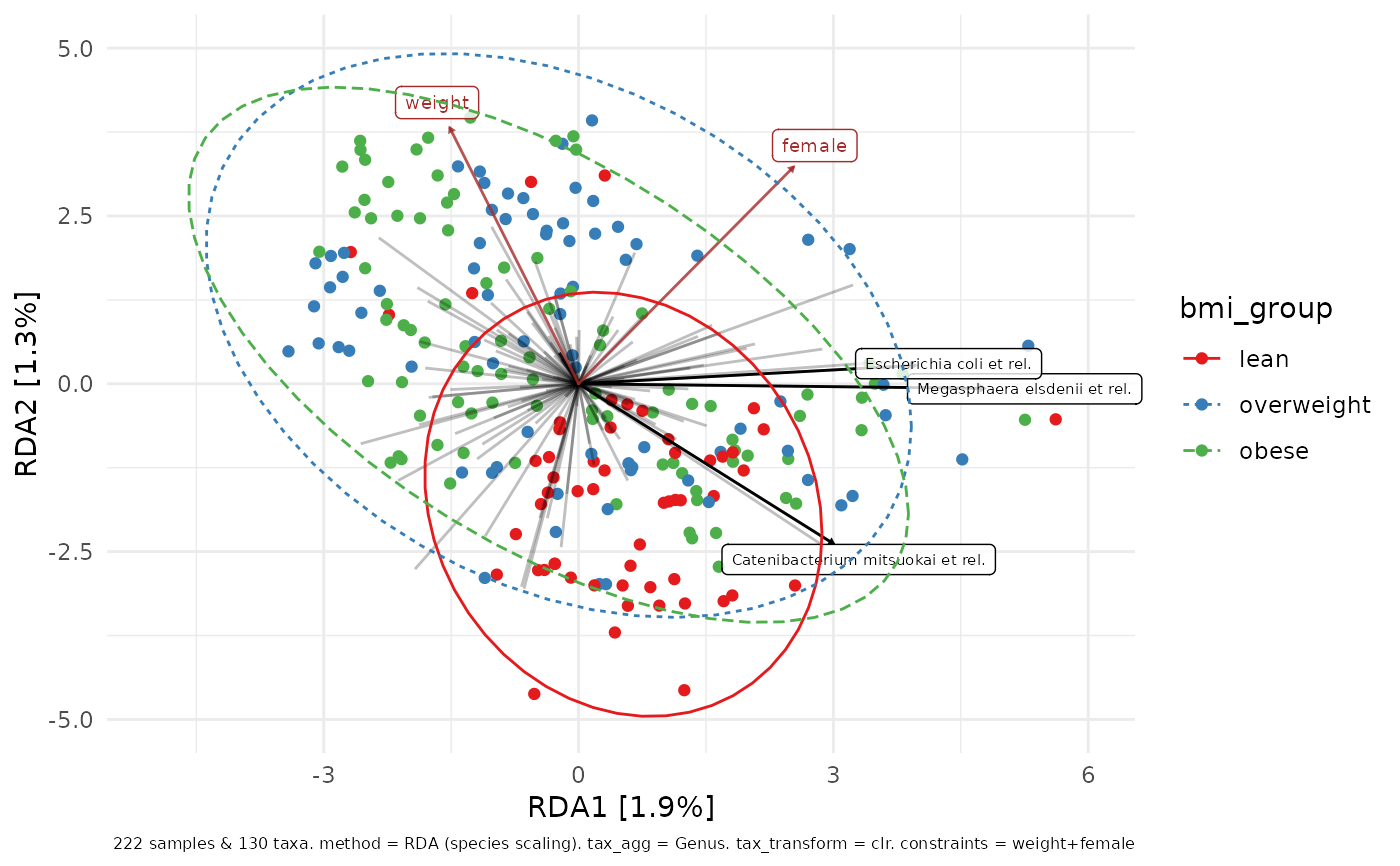 5.0
2.5
0.0
-2.5
-5.0
RDA2 [1.3%]
weight
female
Escherichia coli et rel.
Megasphaera elsdenii et rel.
Catenibacterium mitsuokai et rel.
-3
0
3
6
RDA1 [1.9%]
bmi_group
lean
overweight
obese
222 samples & 130 taxa. method = RDA (species scaling). tax_agg = Genus. tax_transform = clr. constraints = weight+female